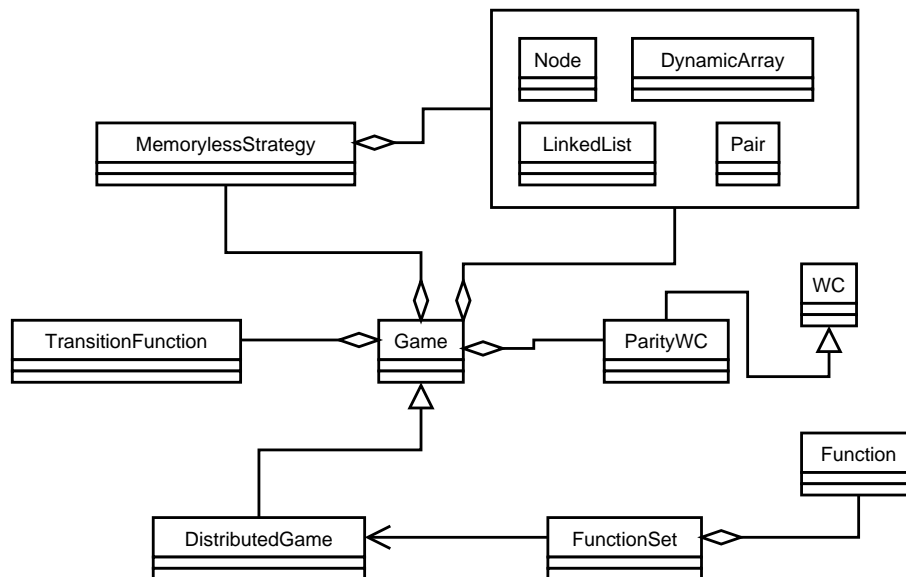 Node
DynamicArray
MemorylessStrategy
LinkedList
Pair
WC
TransitionFunction
Game
ParityWC
Function
DistributedGame
FunctionSet